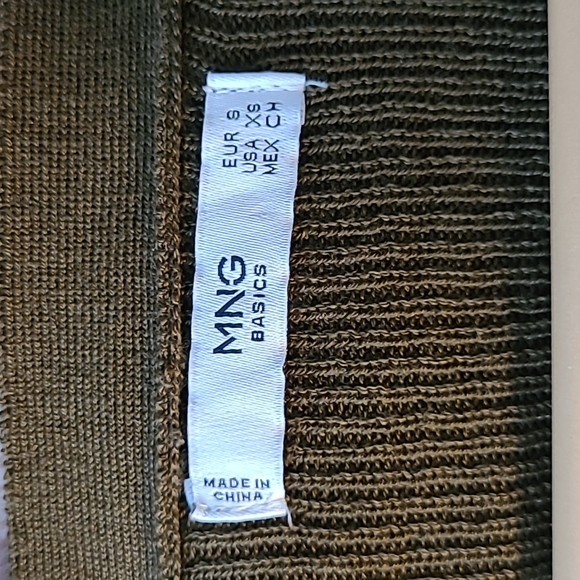 EUR S
USA XS
MEX CH
MNG
BASICS
MADE IN
CHINA